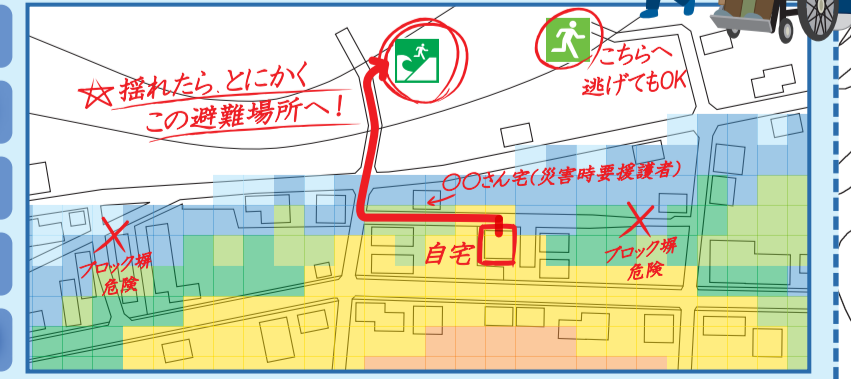 ☆揺れたら、とにかく
この避難場所へ!
こちらへ
逃げてもOK
〇〇さん宅(災害時要援護者)
自宅
ブロック塀
危険
ブロック塀
危険